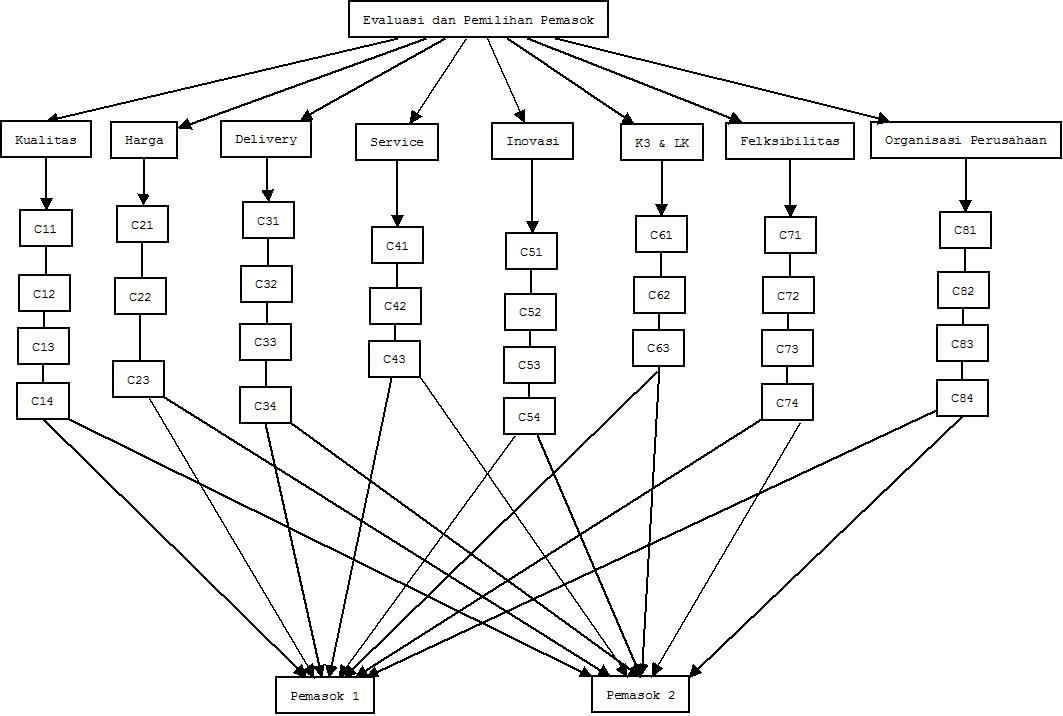 Evaluasi dan Pemilihan Pemasok
Kualitas
Harga
Delivery
Service
Inovasi
K3 & LK
Felksibilitas
Organisasi Perusahaan
C11
C21
C31
C41
C51
C61
C71
C81
C12
C22
C32
C42
C52
C62
C72
C82
C13
C23
C33
C43
C53
C63
C73
C83
C14
C34
C54
C74
C84
Pemasok 1
Pemasok 2